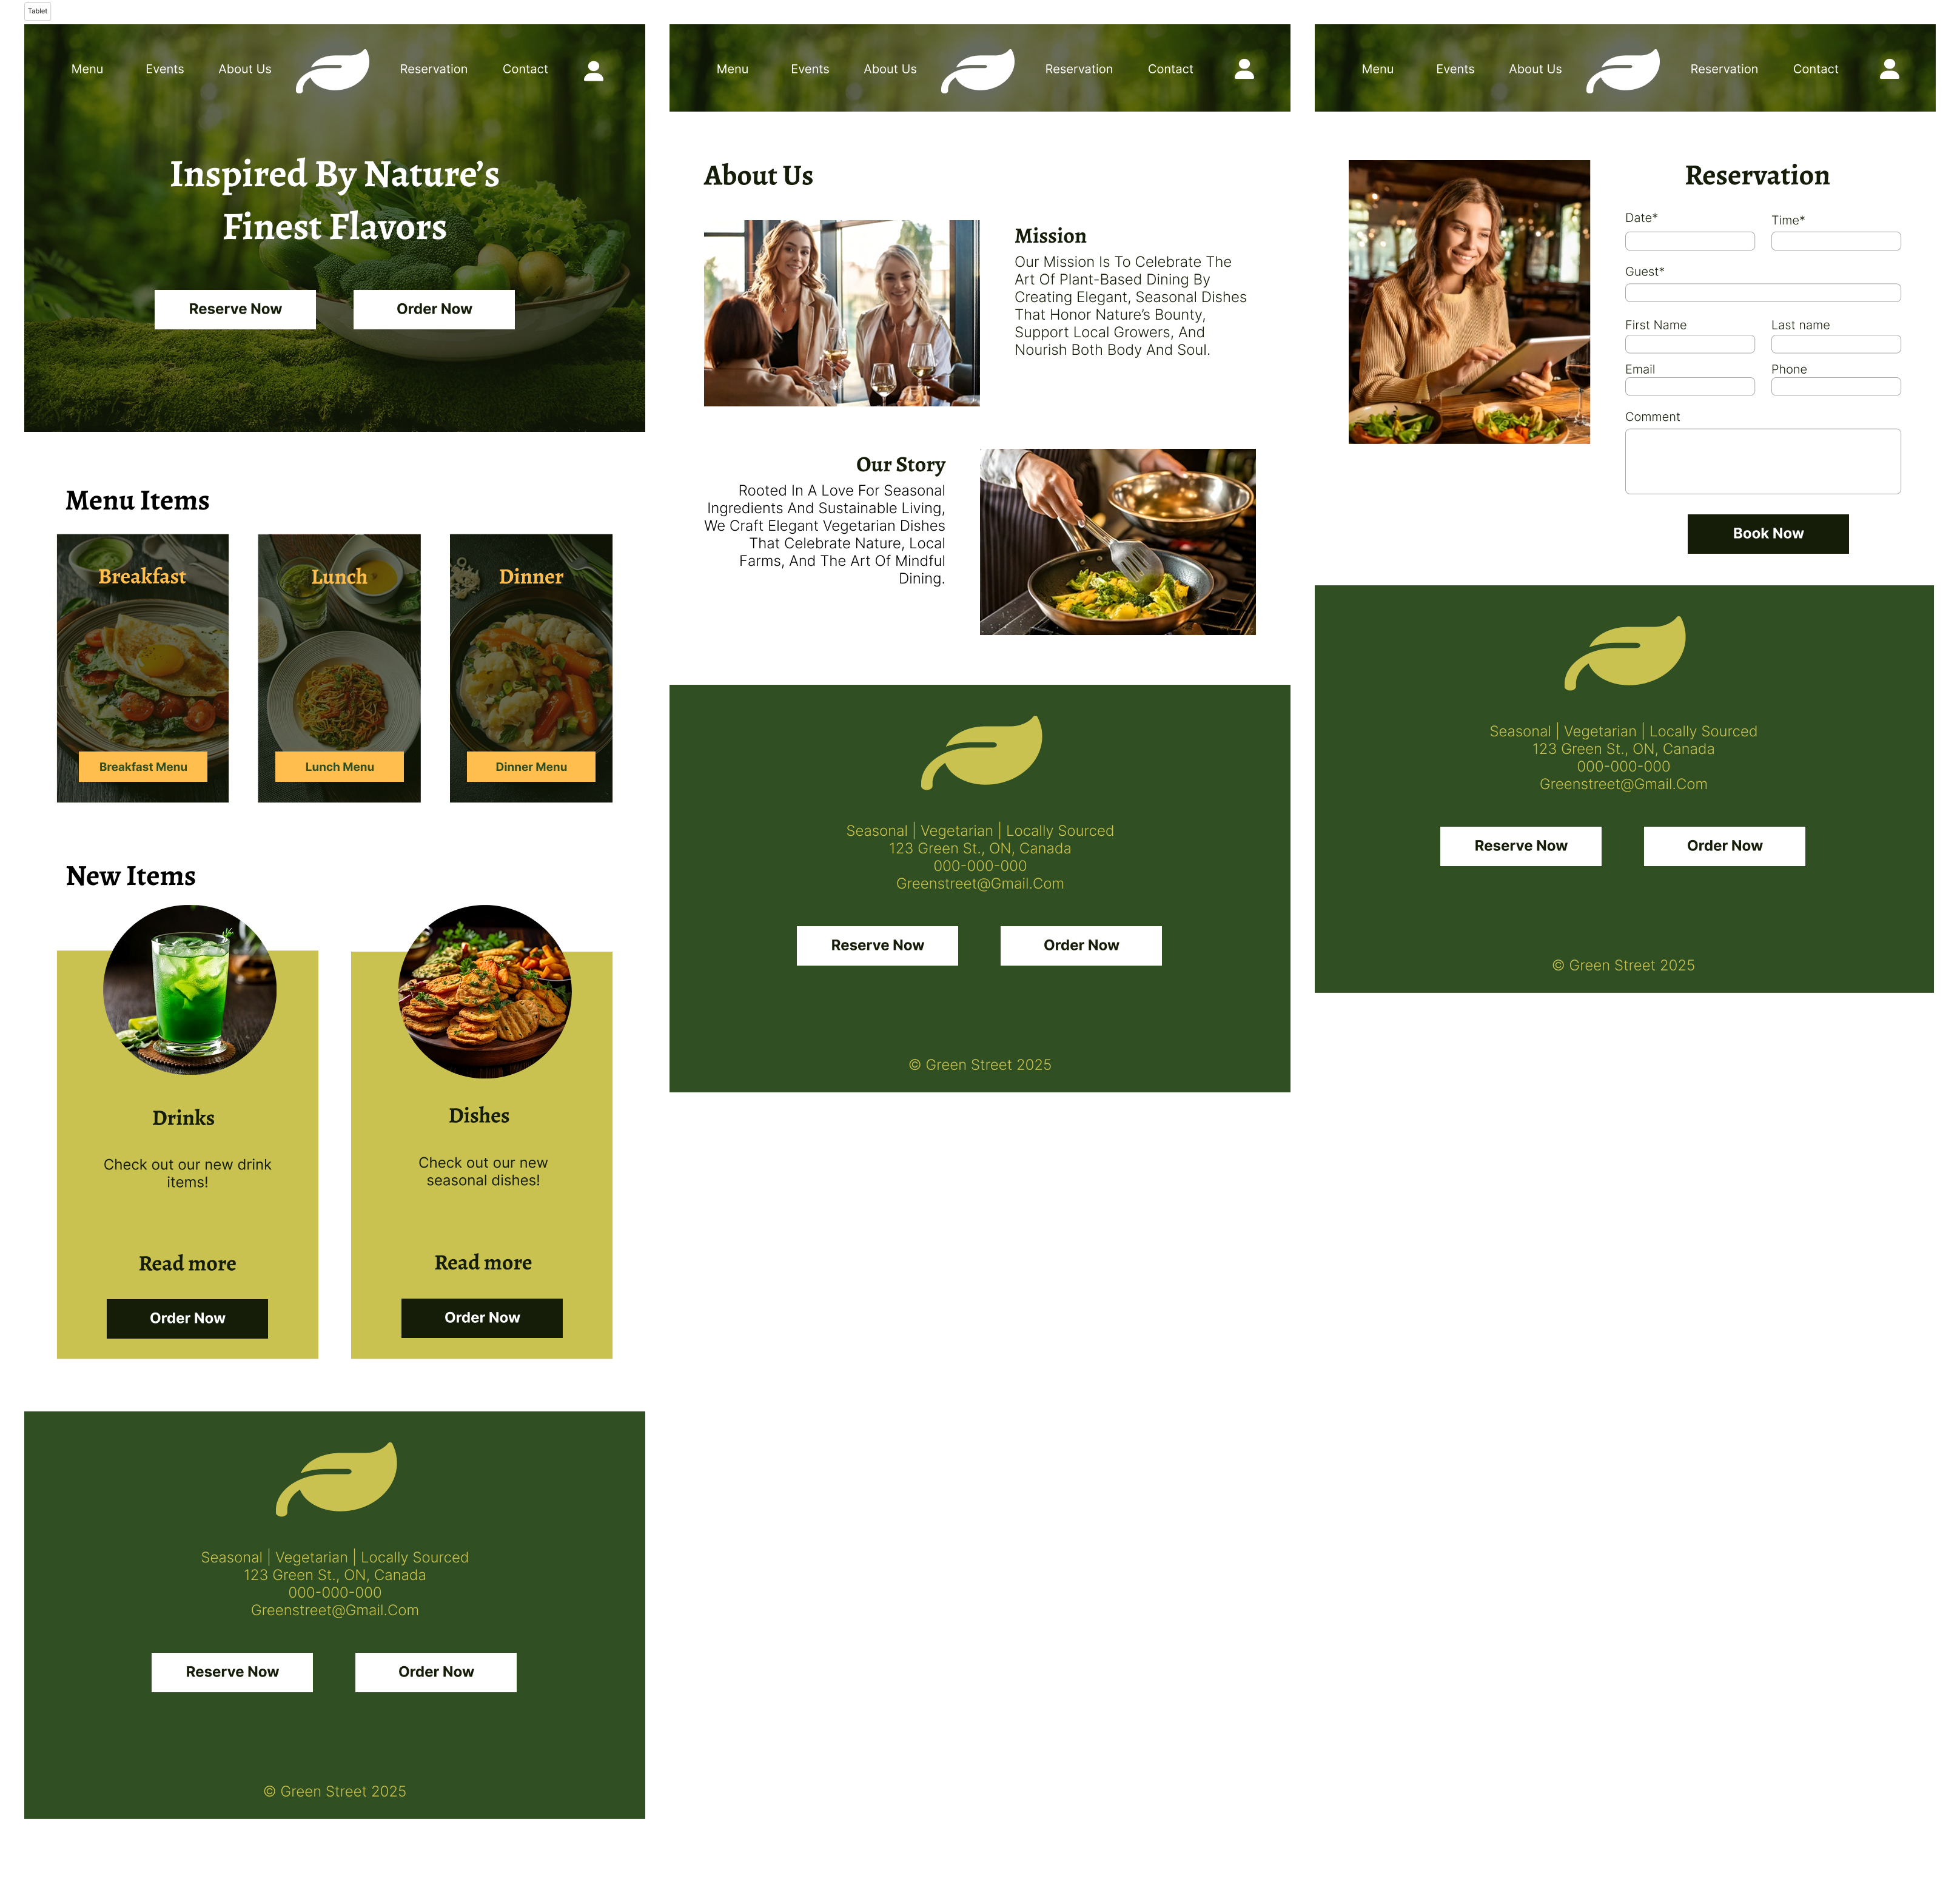 Tablet
Menu Events About Us Reservation Contact
Inspired By Nature’s
Finest Flavors
Reserve Now Order Now
Menu Items
Breakfast Lunch Dinner
Breakfast Menu Lunch Menu Dinner Menu
New Items
Drinks
Check out our new drink
items!
Read more
Order Now
Dishes
Check out our new
seasonal dishes!
Read more
Order Now
Seasonal | Vegetarian | Locally Sourced
123 Green St., ON, Canada
000-000-000
Greenstreet@Gmail.Com
Reserve Now Order Now
© Green Street 2025
Menu Events About Us Reservation Contact
About Us
Mission
Our Mission Is To Celebrate The
Art Of Plant-Based Dining By
Creating Elegant, Seasonal Dishes
That Honor Nature’s Bounty,
Support Local Growers, And
Nourish Both Body And Soul.
Our Story
Rooted In A Love For Seasonal
Ingredients And Sustainable Living,
We Craft Elegant Vegetarian Dishes
That Celebrate Nature, Local
Farms, And The Art Of Mindful
Dining.
Seasonal | Vegetarian | Locally Sourced
123 Green St., ON, Canada
000-000-000
Greenstreet@Gmail.Com
Reserve Now Order Now
© Green Street 2025
Menu Events About Us Reservation Contact
Reservation
Date* Time*
Guest*
First Name Last name
Email Phone
Comment
Book Now
Seasonal | Vegetarian | Locally Sourced
123 Green St., ON, Canada
000-000-000
Greenstreet@Gmail.Com
Reserve Now Order Now
© Green Street 2025